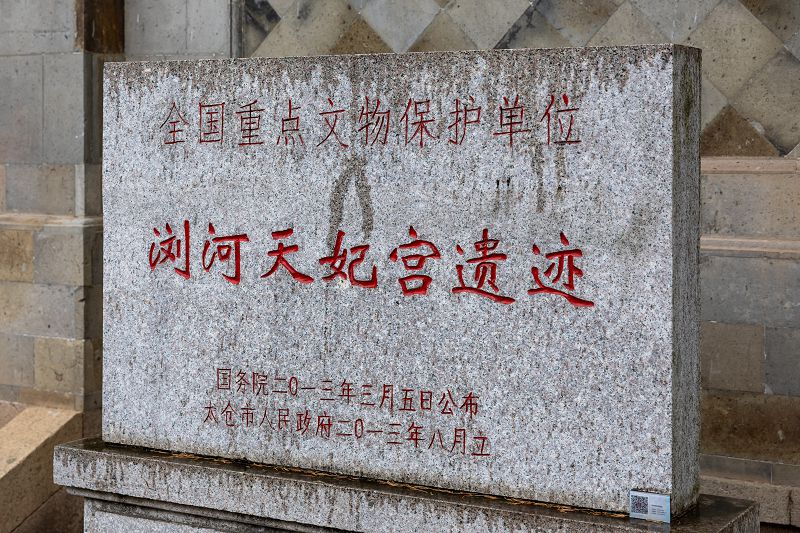 全国重点文物保护单位
浏河天妃宫遗迹
国务院二〇一三年三月五日公布
太仓市人民政府二〇一三年八月立